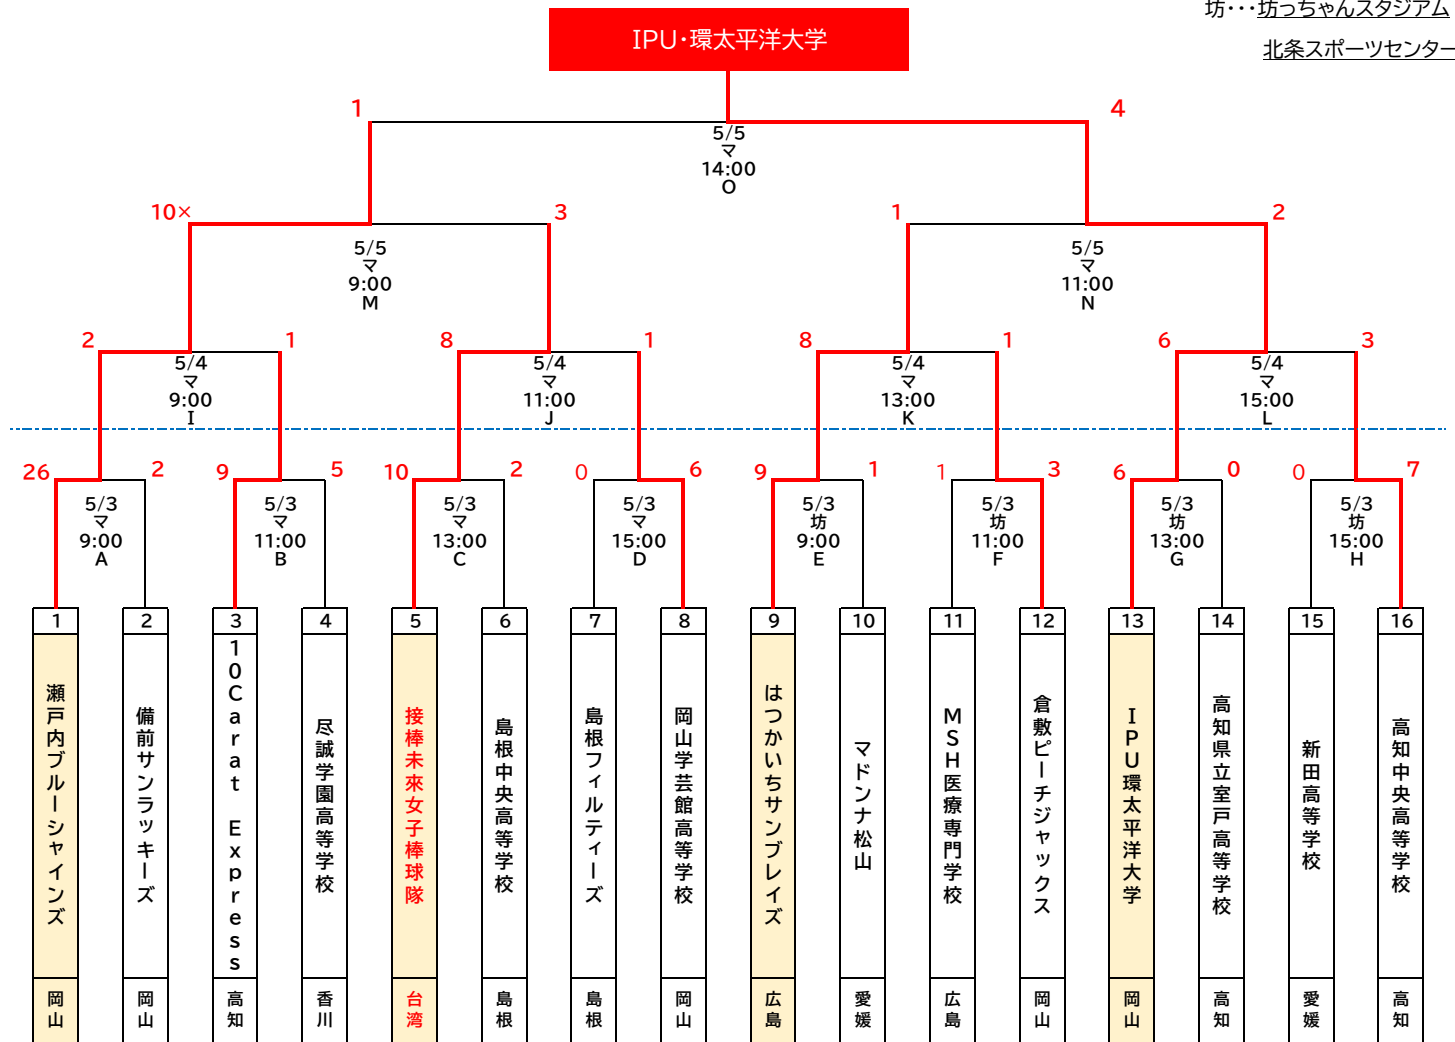 坊･･･坊っちゃんスタジアム
IPU･環太平洋大学
北条スポーツセンター
1
4
5/5
マ
14:00
O
10×
3
1
2
5/5
マ
9:00
M
5/5
マ
11:00
N
2
1
8
1
8
1
6
3
5/4
マ
9:00
I
5/4
マ
11:00
J
5/4
マ
13:00
K
5/4
マ
15:00
L
26
2
9
5
10
2
0
6
9
1
1
3
6
0
0
7
5/3
マ
9:00
A
5/3
マ
11:00
B
5/3
マ
13:00
C
5/3
マ
15:00
D
5/3
坊
9:00
E
5/3
坊
11:00
F
5/3
坊
13:00
G
5/3
坊
15:00
H
1
瀬戸内ブルーシャインズ
岡山
2
備前サンラッキーズ
岡山
3
10Carat Express
高知
4
尽誠学園高等学校
香川
5
接棒未來女子棒球隊
台湾
6
島根中央高等学校
島根
7
島根フィルティーズ
島根
8
岡山学芸館高等学校
岡山
9
はつかいちサンブレイズ
広島
10
マドンナ松山
愛媛
11
MSH医療専門学校
広島
12
倉敷ピーチジャックス
岡山
13
IPU環太平洋大学
岡山
14
高知県立室戸高等学校
高知
15
新田高等学校
愛媛
16
高知中央高等学校
高知